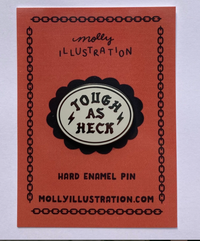 molly
ILLUSTRATION
TOUGH
AS
HECK
HARD ENAMEL PIN
MOLLYILLUSTRATION.COM